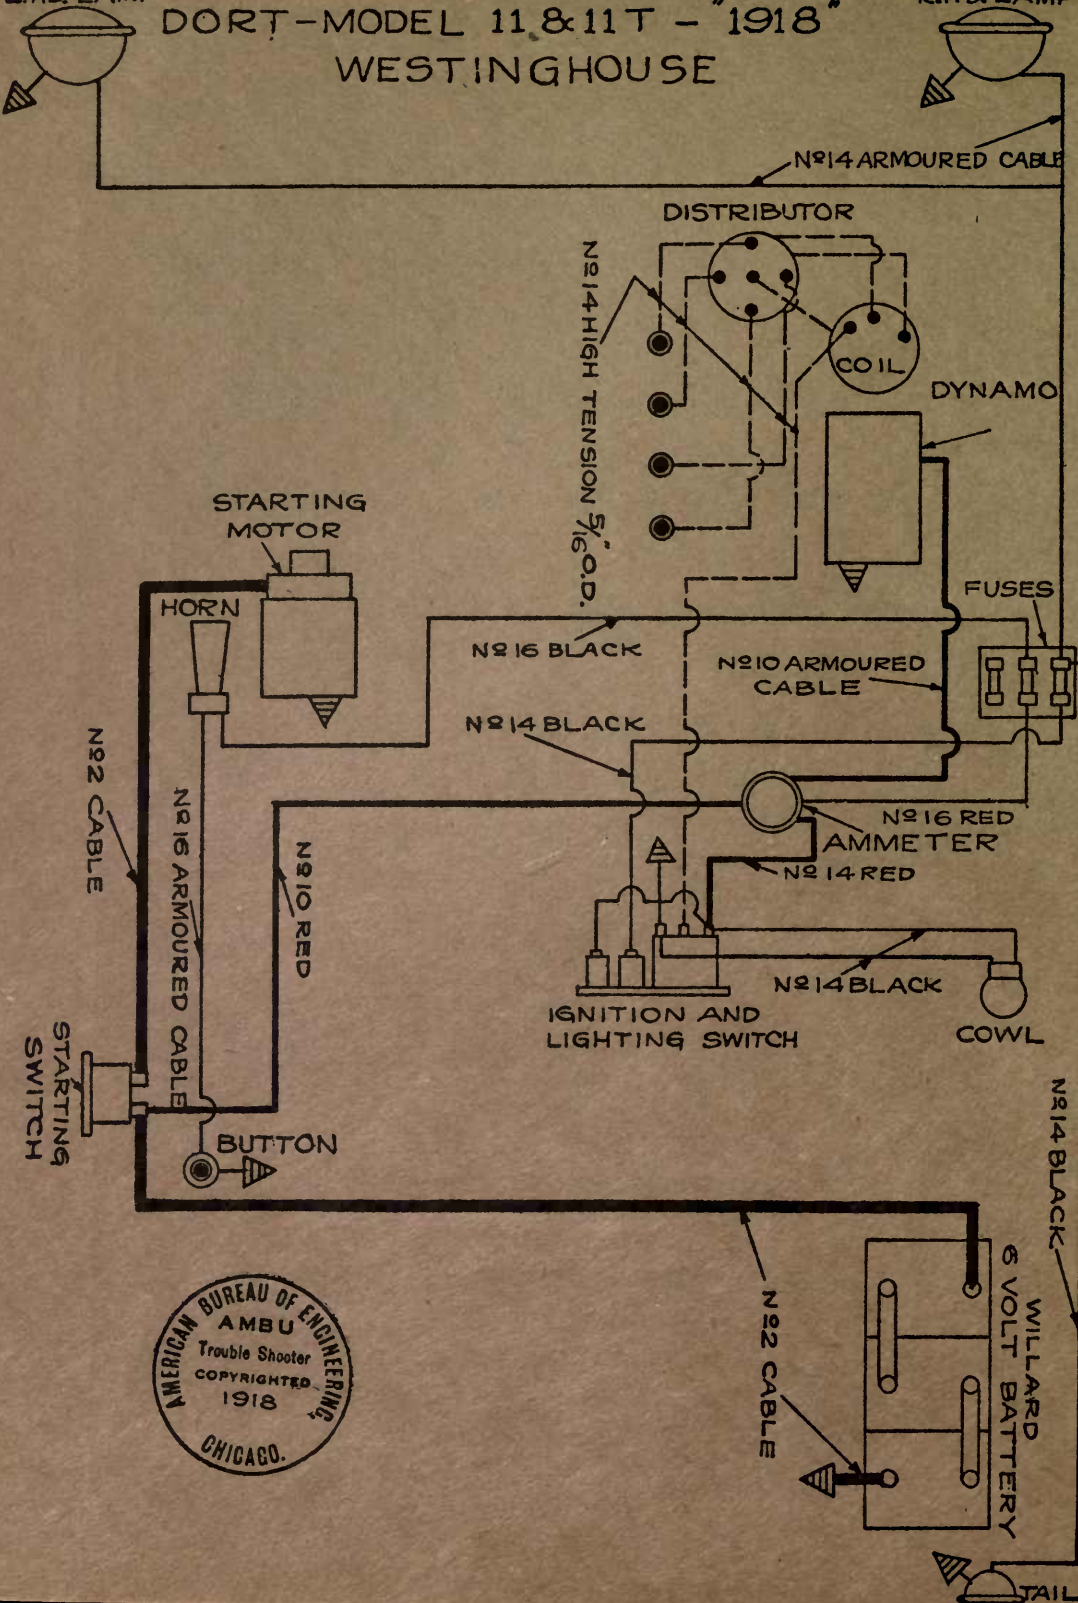 DORT-MODEL 11 & 11T - "1918"
WESTINGHOUSE
Nº14 ARMOURED CABLE
DISTRIBUTOR
Nº14 HIGH TENSION 5/16" O.D.
COIL
DYNAMO
STARTING
MOTOR
HORN
FUSES
Nº16 BLACK
Nº10 ARMOURED
CABLE
Nº14 BLACK
Nº2 CABLE
Nº16 ARMOURED CABLE
Nº10 RED
Nº16 RED
AMMETER
Nº14 RED
Nº14 BLACK
IGNITION AND
LIGHTING SWITCH
COWL
STARTING
SWITCH
BUTTON
Nº14 BLACK
Nº2 CABLE
WILLARD
6 VOLT BATTERY
AMERICAN BUREAU OF ENGINEERING,
AMBU
Trouble Shooter
COPYRIGHTED
1918
CHICAGO.
TAIL